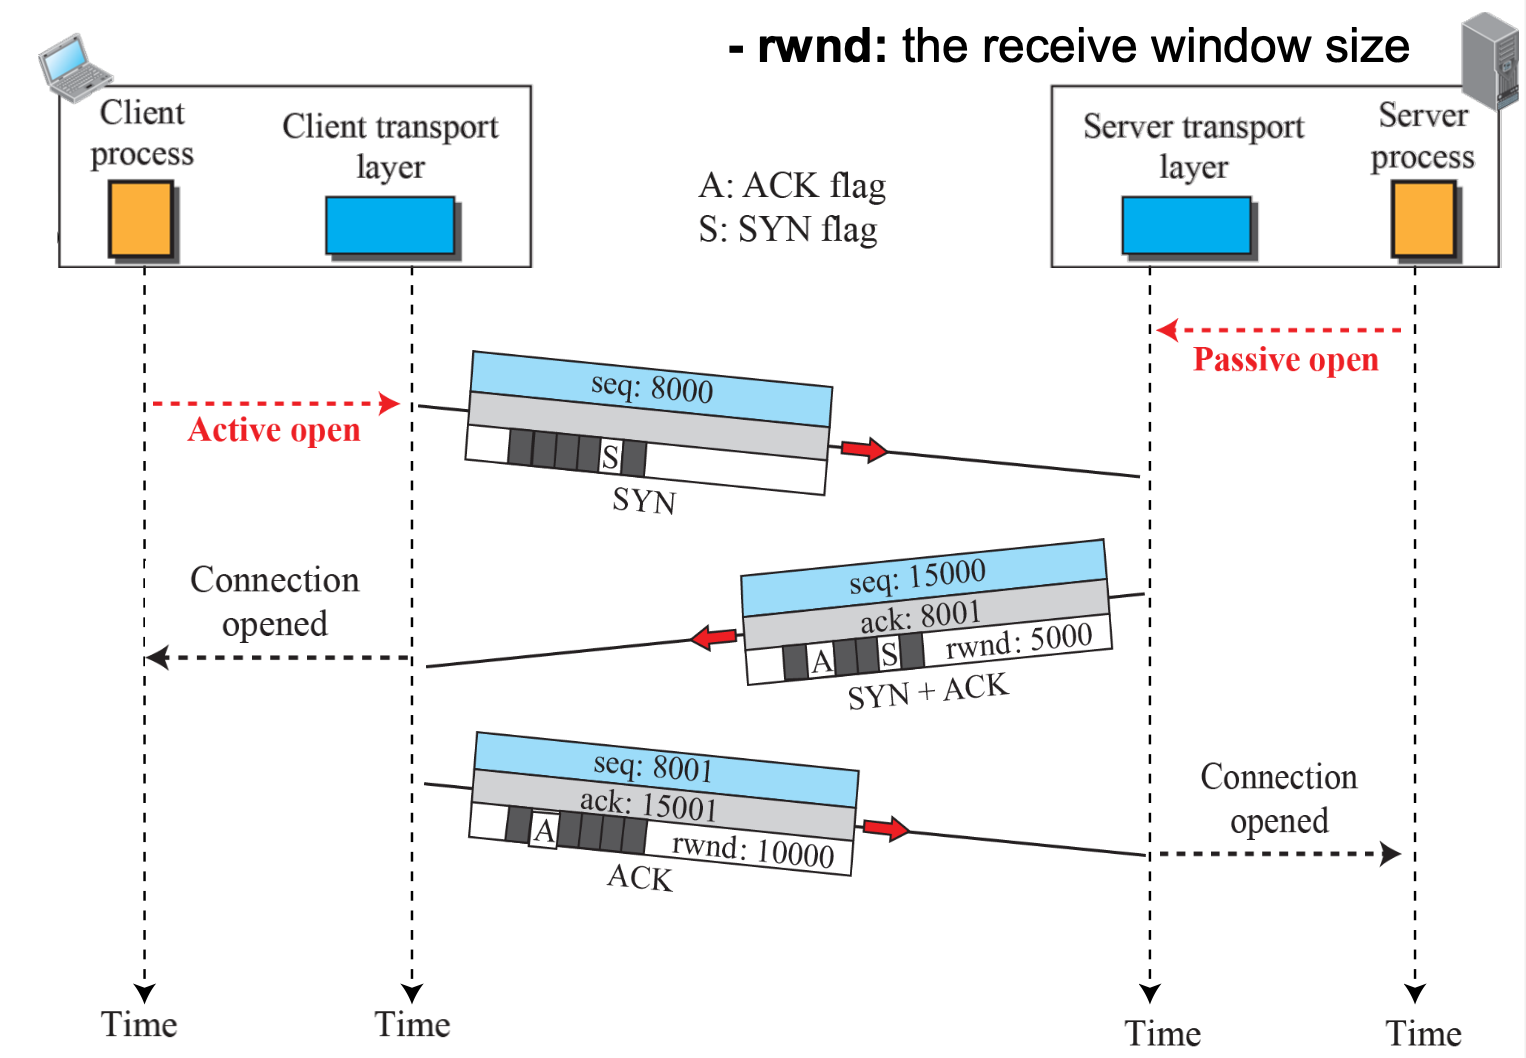 - rwnd: the receive window size
Client
process
Client transport
layer
A: ACK flag
S: SYN flag
Server transport
layer
Server
process
Passive open
Active open
seq: 8000
S
SYN
Connection
opened
seq: 15000
ack: 8001
A S rwnd: 5000
SYN + ACK
seq: 8001
ack: 15001
A rwnd: 10000
ACK
Connection
opened
Time
Time
Time
Time